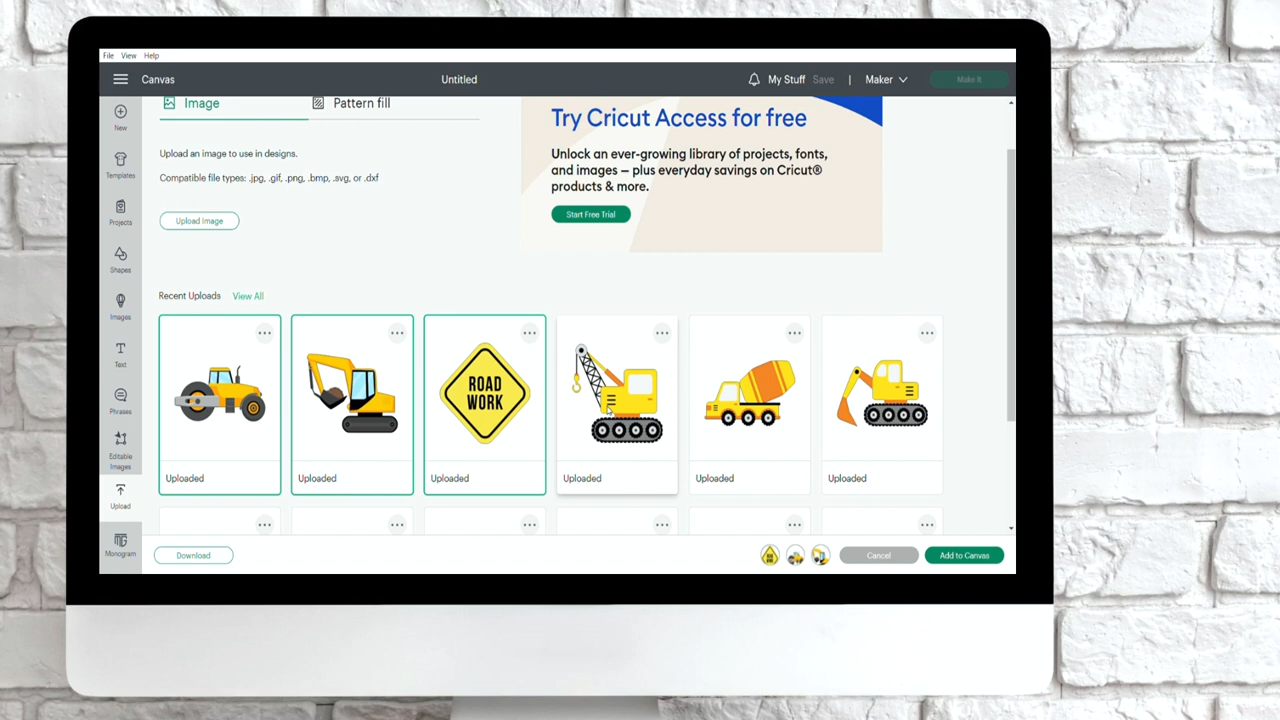 File View Help
Canvas
Untitled
My Stuff Save | Maker
Make It
New
Templates
Projects
Shapes
Images
Text
Phrases
Editable
Images
Upload
Monogram
Image
Pattern fill
Upload an image to use in designs.
Compatible file types: .jpg, .gif, .png, .bmp, .svg, or .dxf
Upload Image
Try Cricut Access for free
Unlock an ever-growing library of projects, fonts,
and images – plus everyday savings on Cricut®
products & more.
Start Free Trial
Recent Uploads View All
ROAD
WORK
Uploaded
Uploaded
Uploaded
Uploaded
Uploaded
Uploaded
Download
Cancel
Add to Canvas